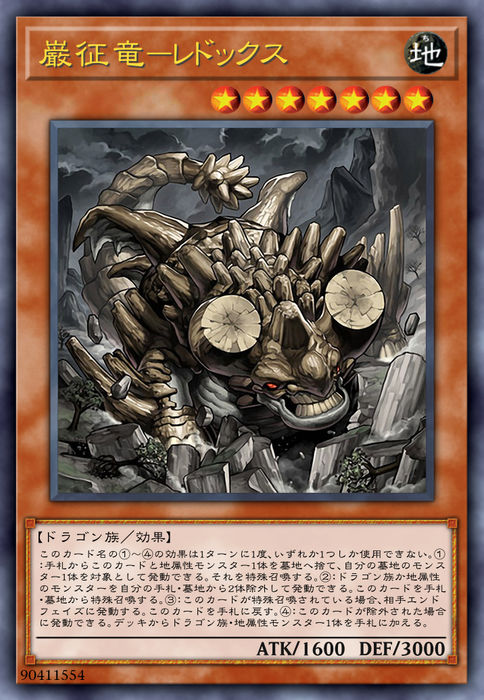 巌征竜－レドックス
ち
地
【ドラゴン族／効果】
このカード名の①～④の効果は1ターンに1度、いずれか1つしか使用できない。①
:手札からこのカードと地属性モンスター1体を墓地へ捨て、自分の墓地のモンス
ター1体を対象として発動できる。それを特殊召喚する。②:ドラゴン族か地属性
のモンスターを自分の手札・墓地から2体除外して発動できる。このカードを手札
・墓地から特殊召喚する。③:このカードが特殊召喚されている場合、相手エンド
フェイズに発動する。このカードを手札に戻す。④:このカードが除外された場合
に発動できる。デッキからドラゴン族・地属性モンスター1体を手札に加える。
ATK/1600 DEF/3000
90411554